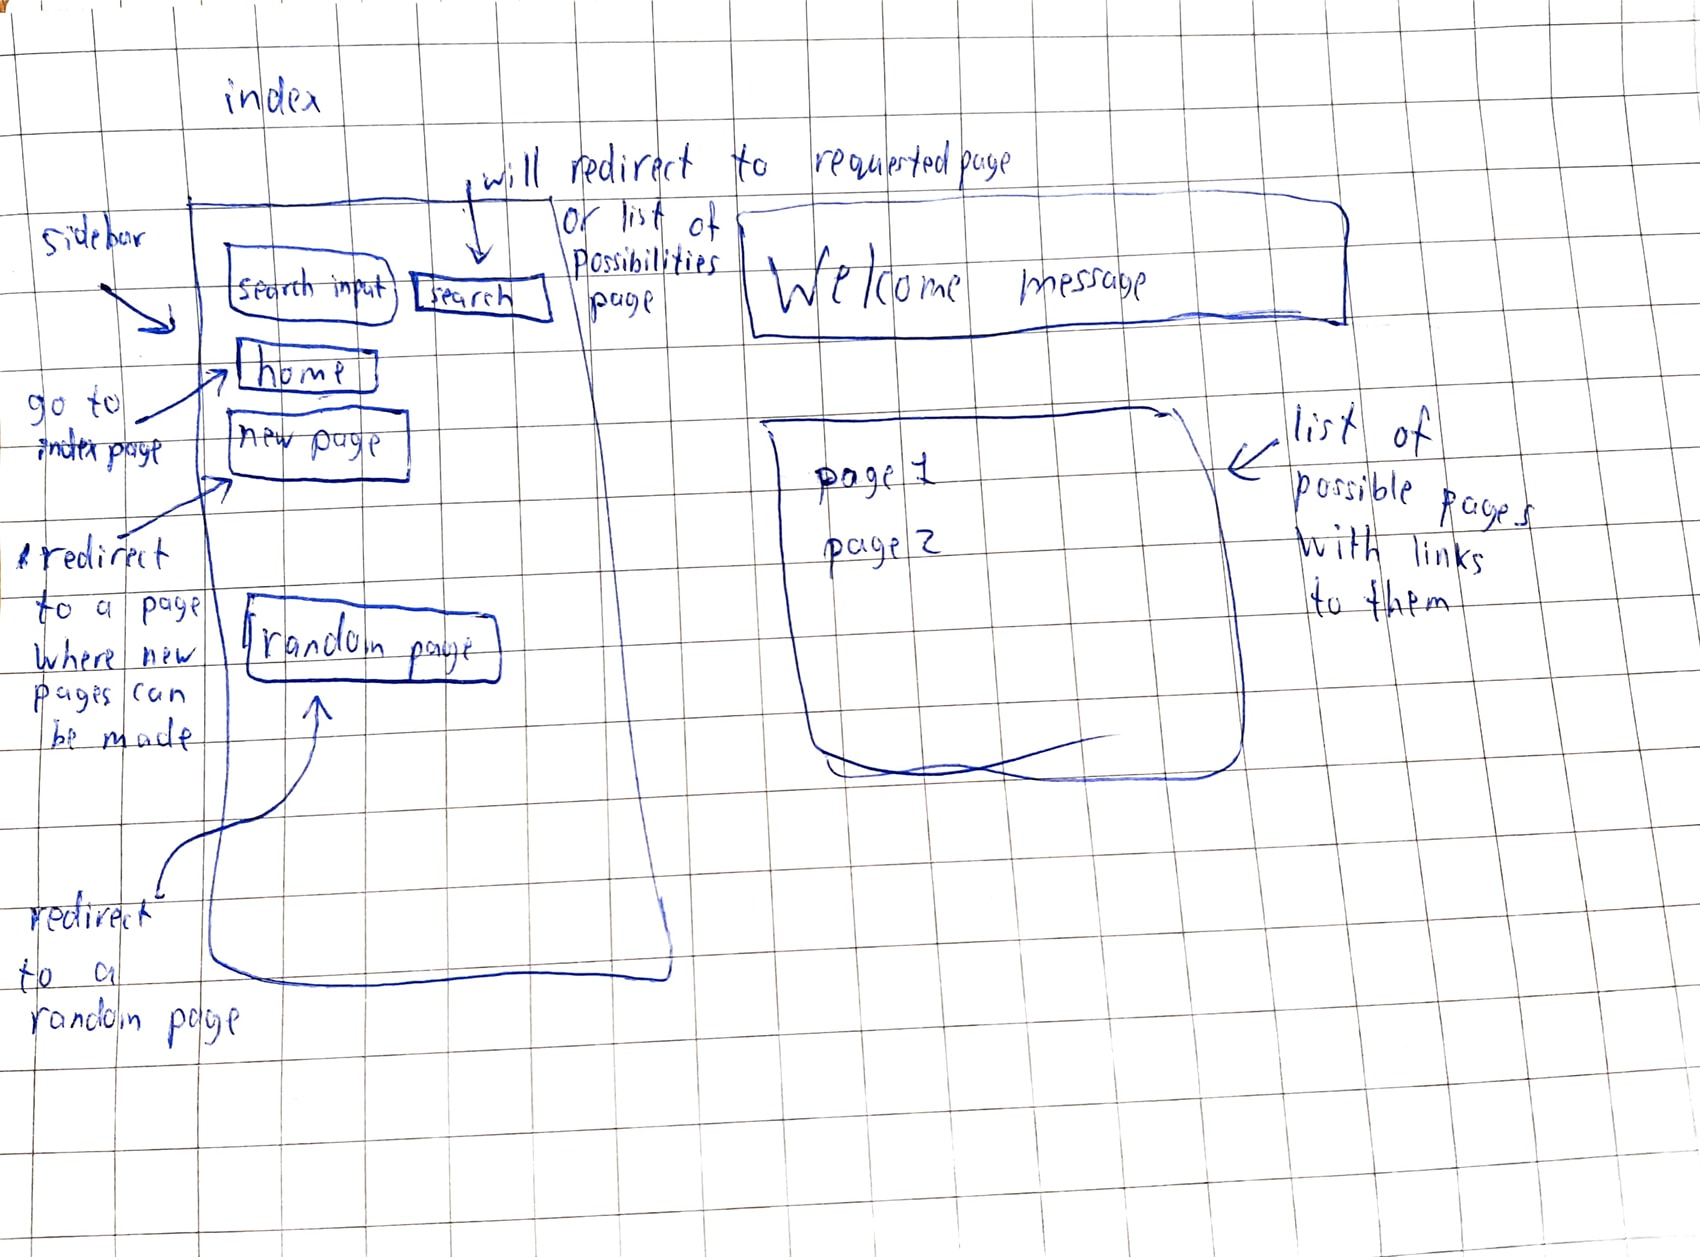 index
will redirect to requested page
or list of
possibilities
page
sidebar
search input
search
home
go to
index page
new page
redirect
to a page
where new
pages can
be made
random page
redirect
to a
random page
Welcome message
page 1
page 2
list of
possible pages
with links
to them